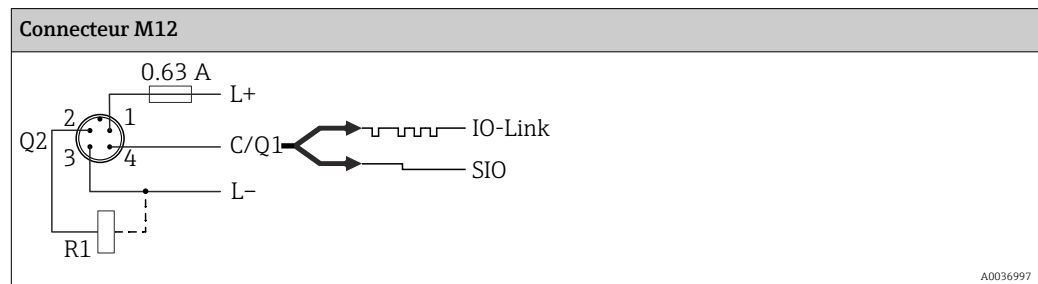 Connecteur M12
0.63 A
L+
2 1
Q2
3 4
C/Q1
IO-Link
SIO
L–
R1
A0036997